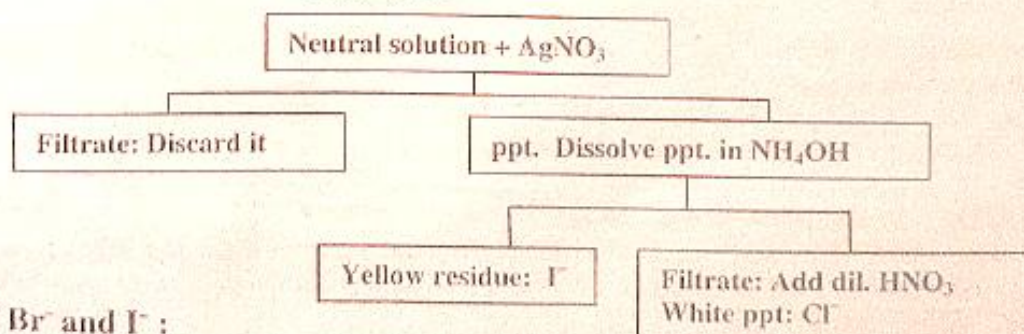 Neutral solution + AgNO₃
Filtrate: Discard it
ppt. Dissolve ppt. in NH₄OH
Yellow residue: I⁻
Filtrate: Add dil. HNO₃
White ppt: Cl⁻
Br⁻ and I⁻ :